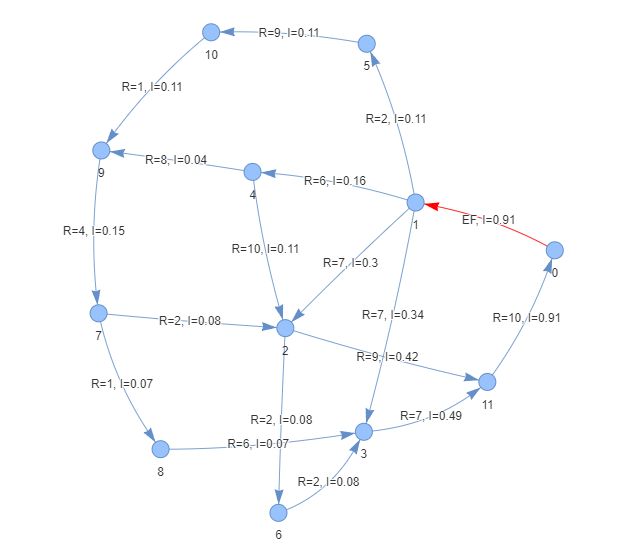 R=9, I=0.11
10
5
R=1, I=0.11
R=2, I=0.11
R=8, I=0.04
9
R=6, I=0.16
4
EF, I=0.91
1
R=4, I=0.15
R=10, I=0.11
R=7, I=0.3
0
R=7, I=0.34
R=10, I=0.91
R=2, I=0.08
7
2
R=9, I=0.42
R=1, I=0.07
11
R=7, I=0.49
R=2, I=0.08
R=6, I=0.07
3
8
R=2, I=0.08
6